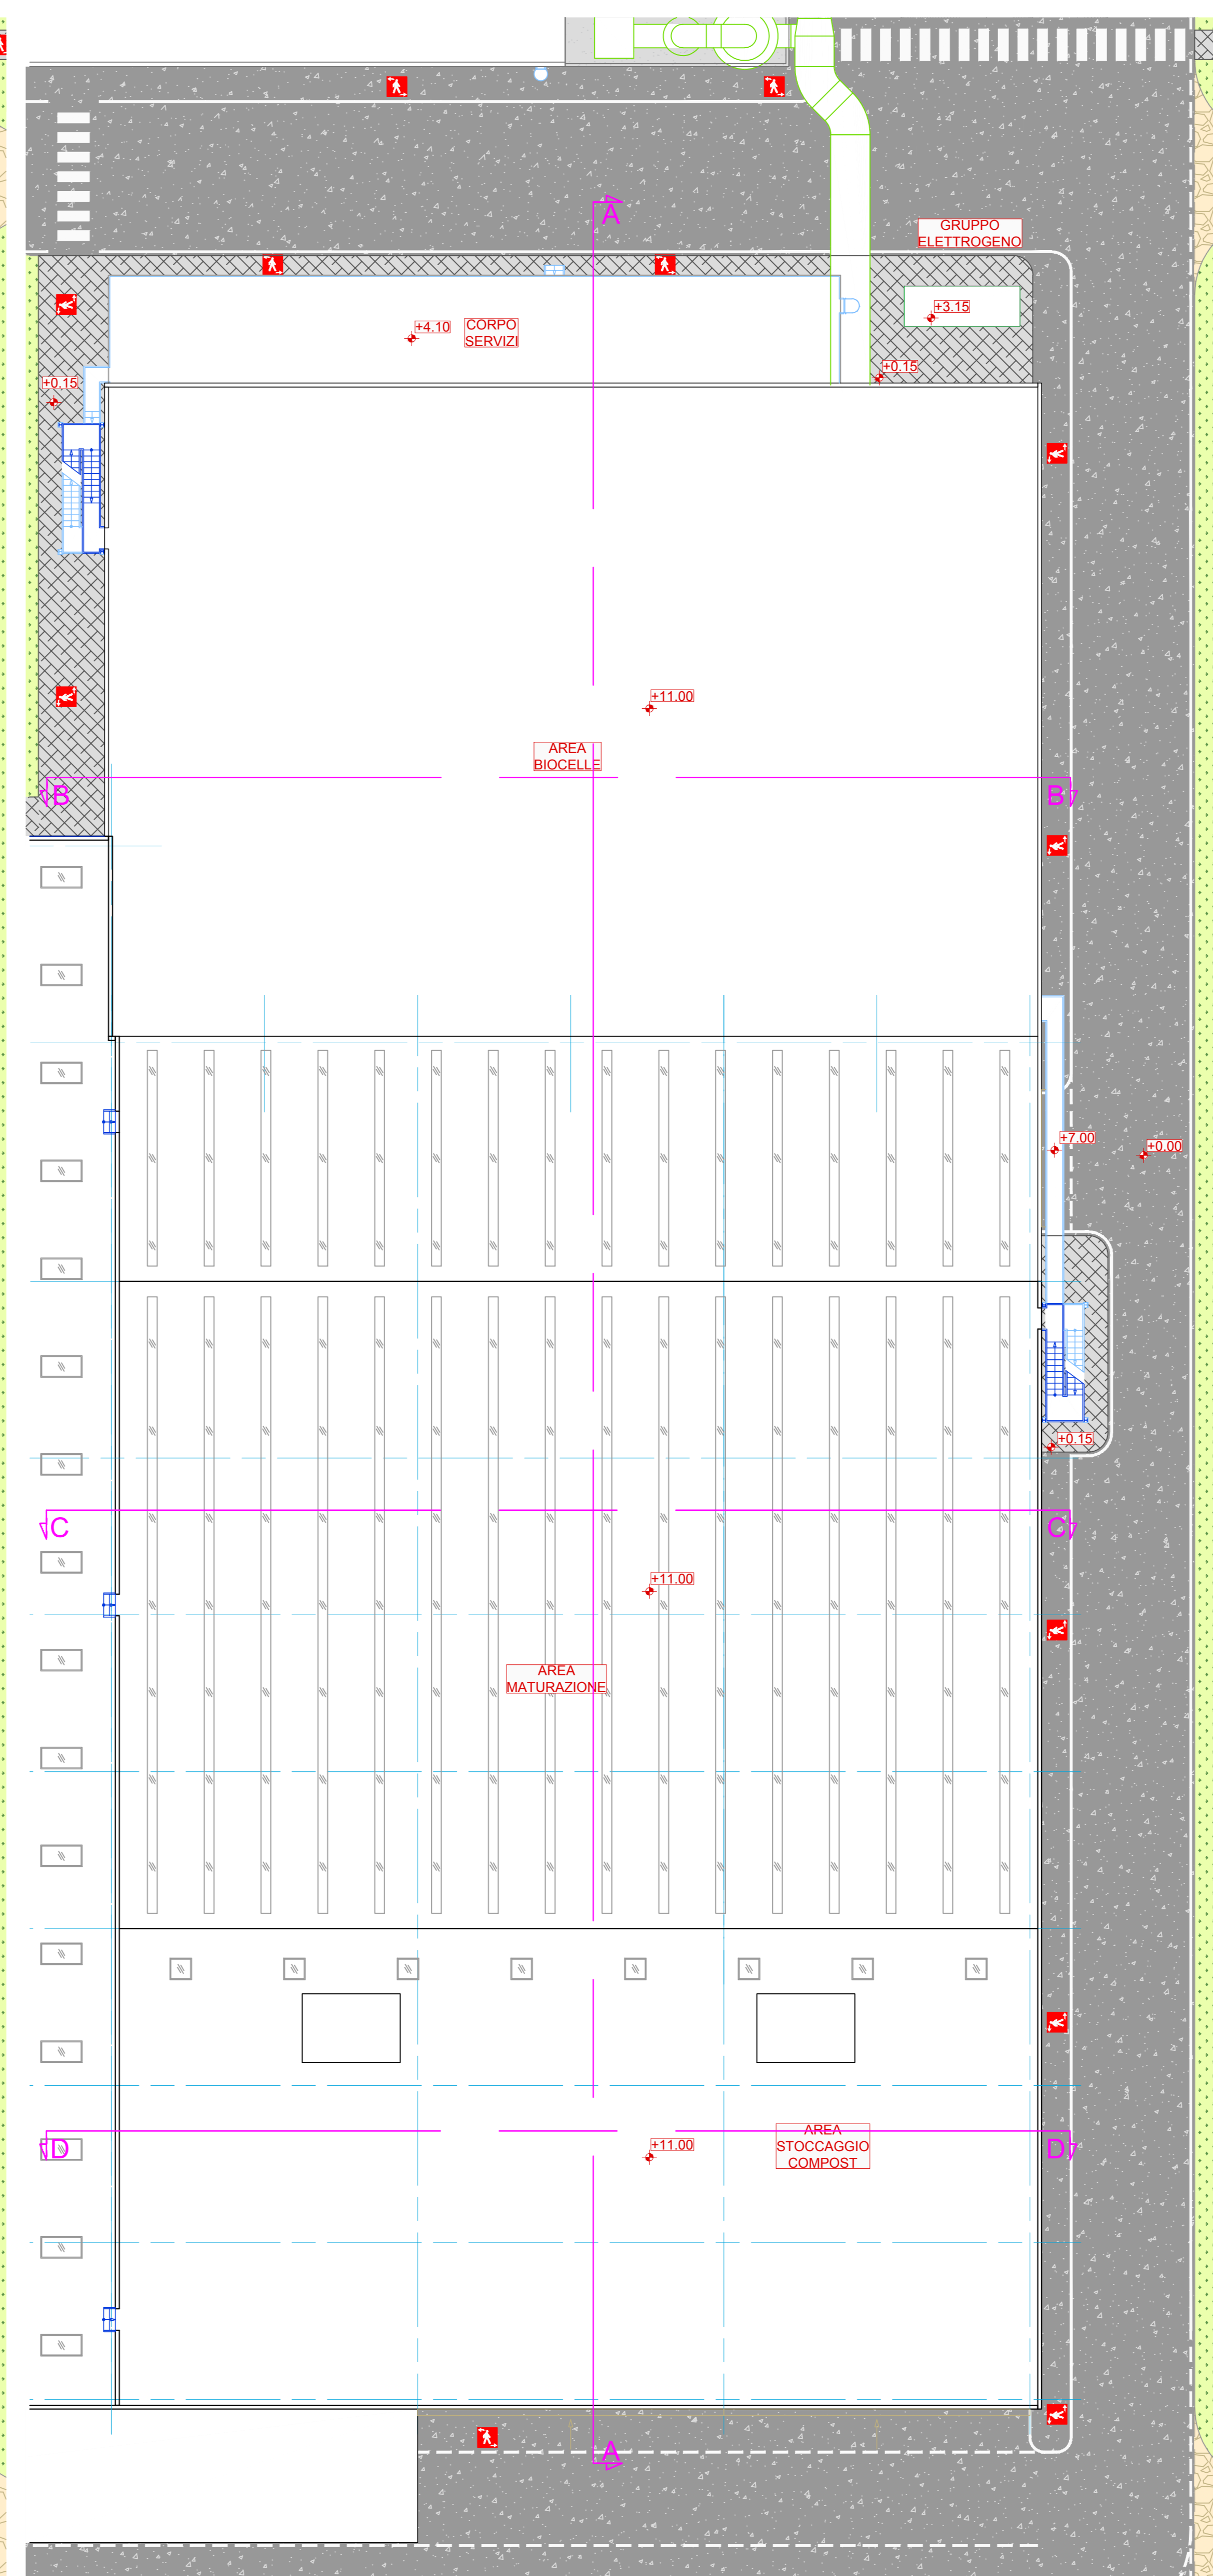 A
GRUPPO
ELETTROGENO
+3.15
+4.10
CORPO
SERVIZI
+0.15
+0.15
+11.00
AREA
BIOCELLE
B
B
+7.00
+0.00
+0.15
C
C
+11.00
AREA
MATURAZIONE
AREA
STOCCAGGIO
COMPOST
+11.00
D
D
A